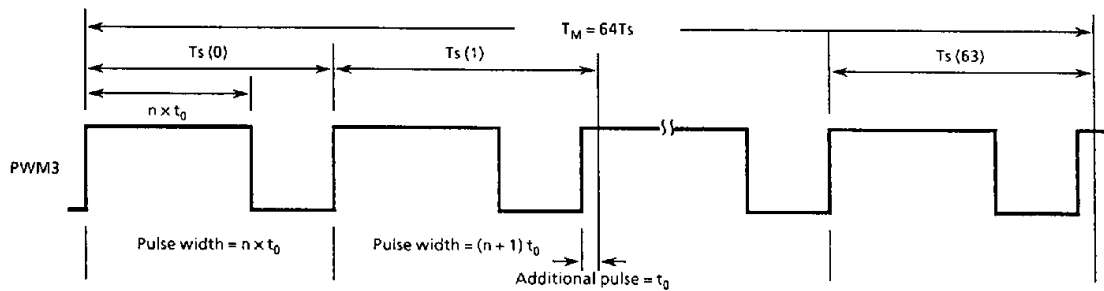 T_M = 64Ts
Ts (0)
Ts (1)
Ts (63)
n × t₀
PWM3
Pulse width = n × t₀
Pulse width = (n + 1) t₀
Additional pulse = t₀